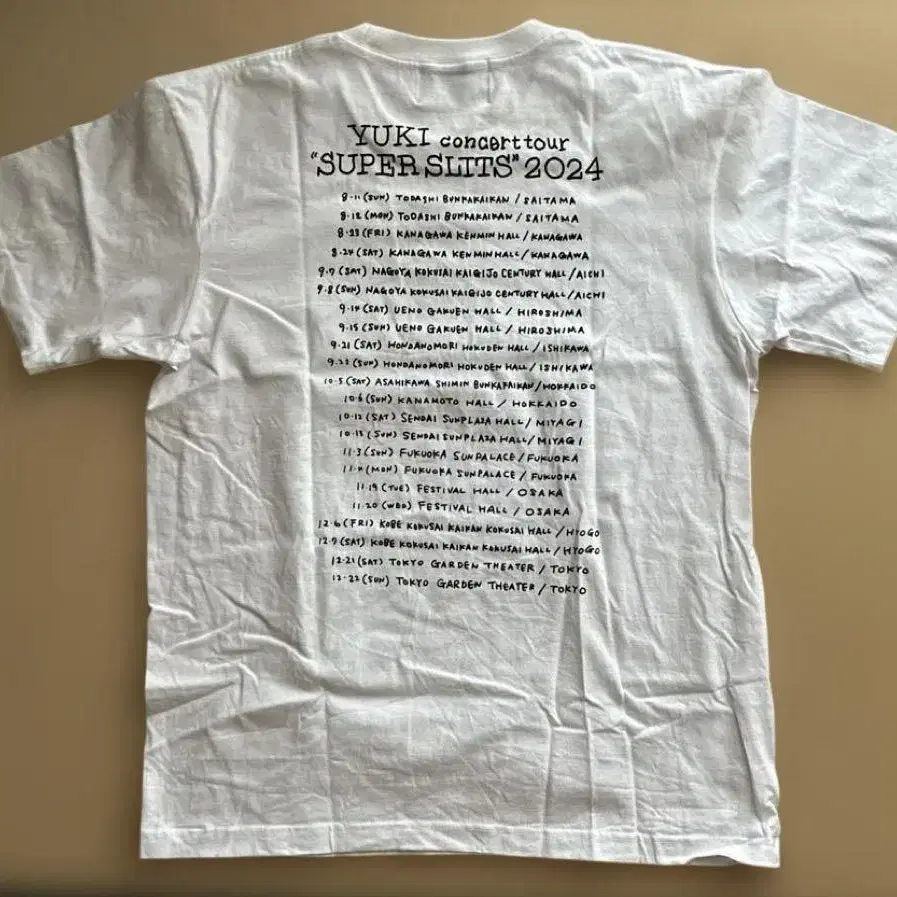 YUKI concert tour
"SUPER SLITS" 2024
8.11 (SUN) TODASHI BUNKAKAIKAN / SAITAMA
8.12 (MON) TODASHI BUNKAKAIKAN / SAITAMA
8.23 (FRI) KANAGAWA KENMIN HALL / KANAGAWA
8.24 (SAT) KANAGAWA KENMIN HALL / KANAGAWA
9.7 (SAT) NAGOYA KOKUSAI KAIGIJO CENTURY HALL / AICHI
9.8 (SUN) NAGOYA KOKUSAI KAIGIJO CENTURY HALL / AICHI
9.14 (SAT) UENO GAKUEN HALL / HIROSHIMA
9.15 (SUN) UENO GAKUEN HALL / HIROSHIMA
9.21 (SAT) HONDANOMORI HOKUDEN HALL / ISHIKAWA
9.22 (SUN) HONDANOMORI HOKUDEN HALL / ISHIKAWA
10.5 (SAT) ASAHIKAWA SHIMIN BUNKAKAIKAN / HOKKAIDO
10.6 (SUN) KANAMOTO HALL / HOKKAIDO
10.12 (SAT) SENDAI SUNPLAZA HALL / MIYAGI
10.13 (SUN) SENDAI SUNPLAZA HALL / MIYAGI
11.3 (SUN) FUKUOKA SUNPALACE / FUKUOKA
11.4 (MON) FUKUOKA SUNPALACE / FUKUOKA
11.19 (TUE) FESTIVAL HALL / OSAKA
11.20 (WED) FESTIVAL HALL / OSAKA
12.6 (FRI) KOBE KOKUSAI KAIKAN KOKUSAI HALL / HYOGO
12.7 (SAT) KOBE KOKUSAI KAIKAN KOKUSAI HALL / HYOGO
12.21 (SAT) TOKYO GARDEN THEATER / TOKYO
12.22 (SUN) TOKYO GARDEN THEATER / TOKYO